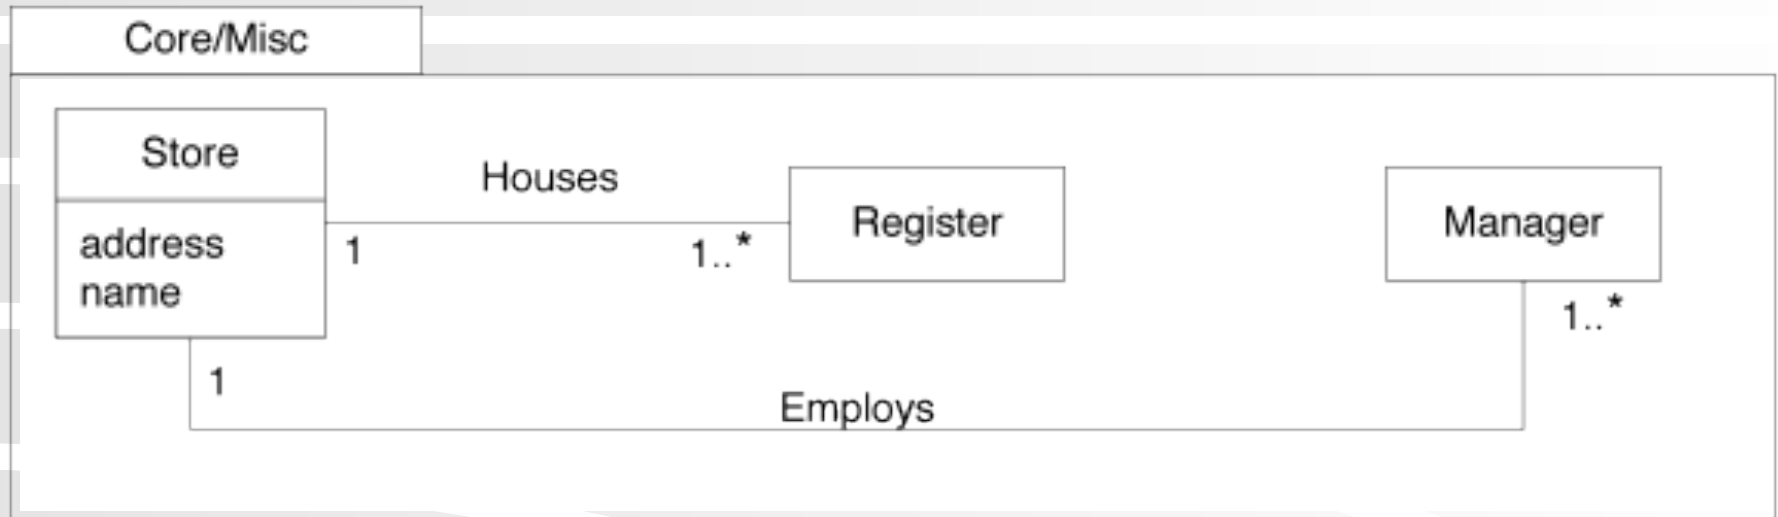 Core/Misc
Store
address
name
Houses
1
1..*
Register
Manager
1..*
1
Employs